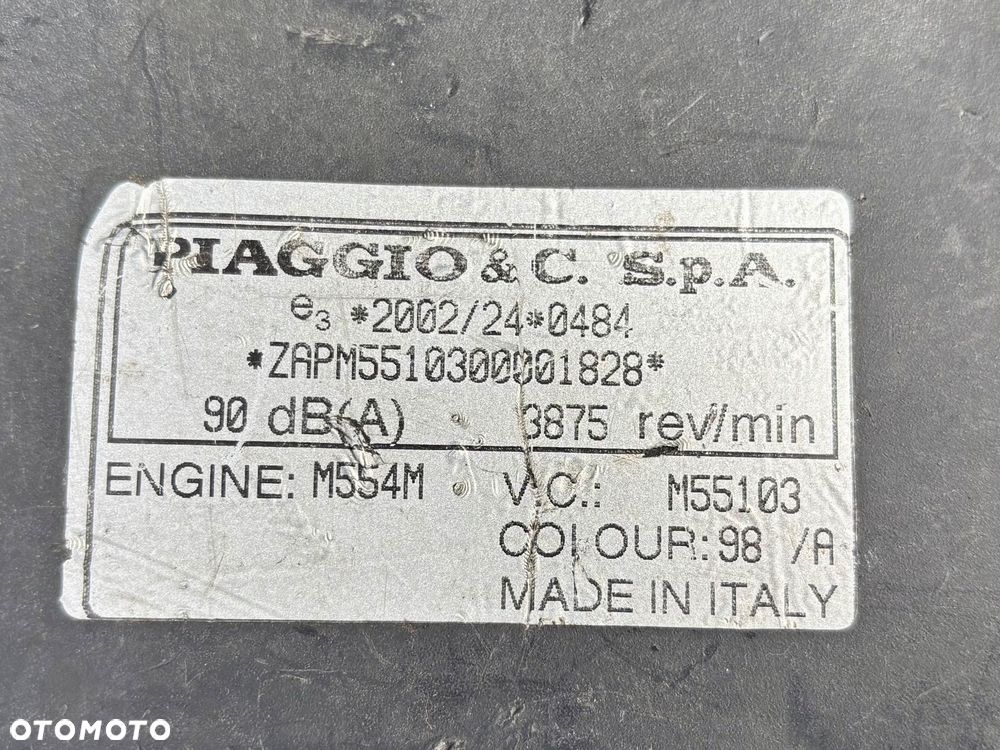 PIAGGIO & C. S.p.A.
e3 *2002/24*0484
*ZAPM5510300001828*
90 dB(A) 3875 rev/min
ENGINE: M554M V.C.: M55103
COLOUR: 98 /A
MADE IN ITALY
OTOMOTO